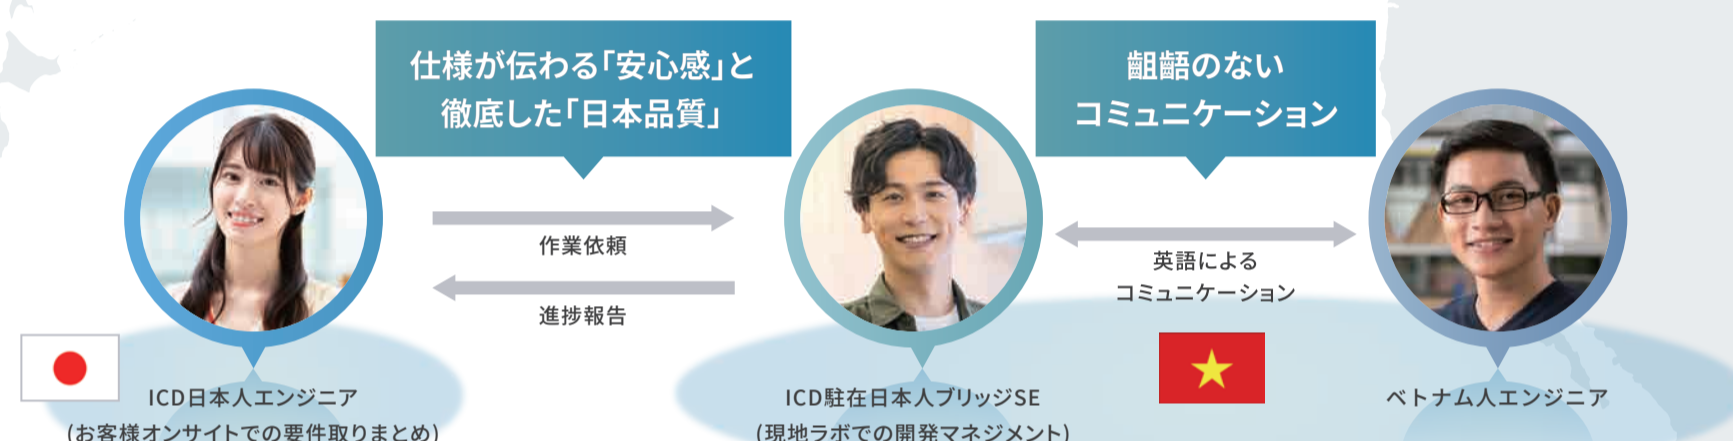 仕様が伝わる「安心感」と
徹底した「日本品質」
齟齬のない
コミュニケーション
作業依頼
進捗報告
英語による
コミュニケーション
ICD日本人エンジニア
(お客様オンサイトでの要件取りまとめ)
ICD駐在日本人ブリッジSE
(現地ラボでの開発マネジメント)
ベトナム人エンジニア